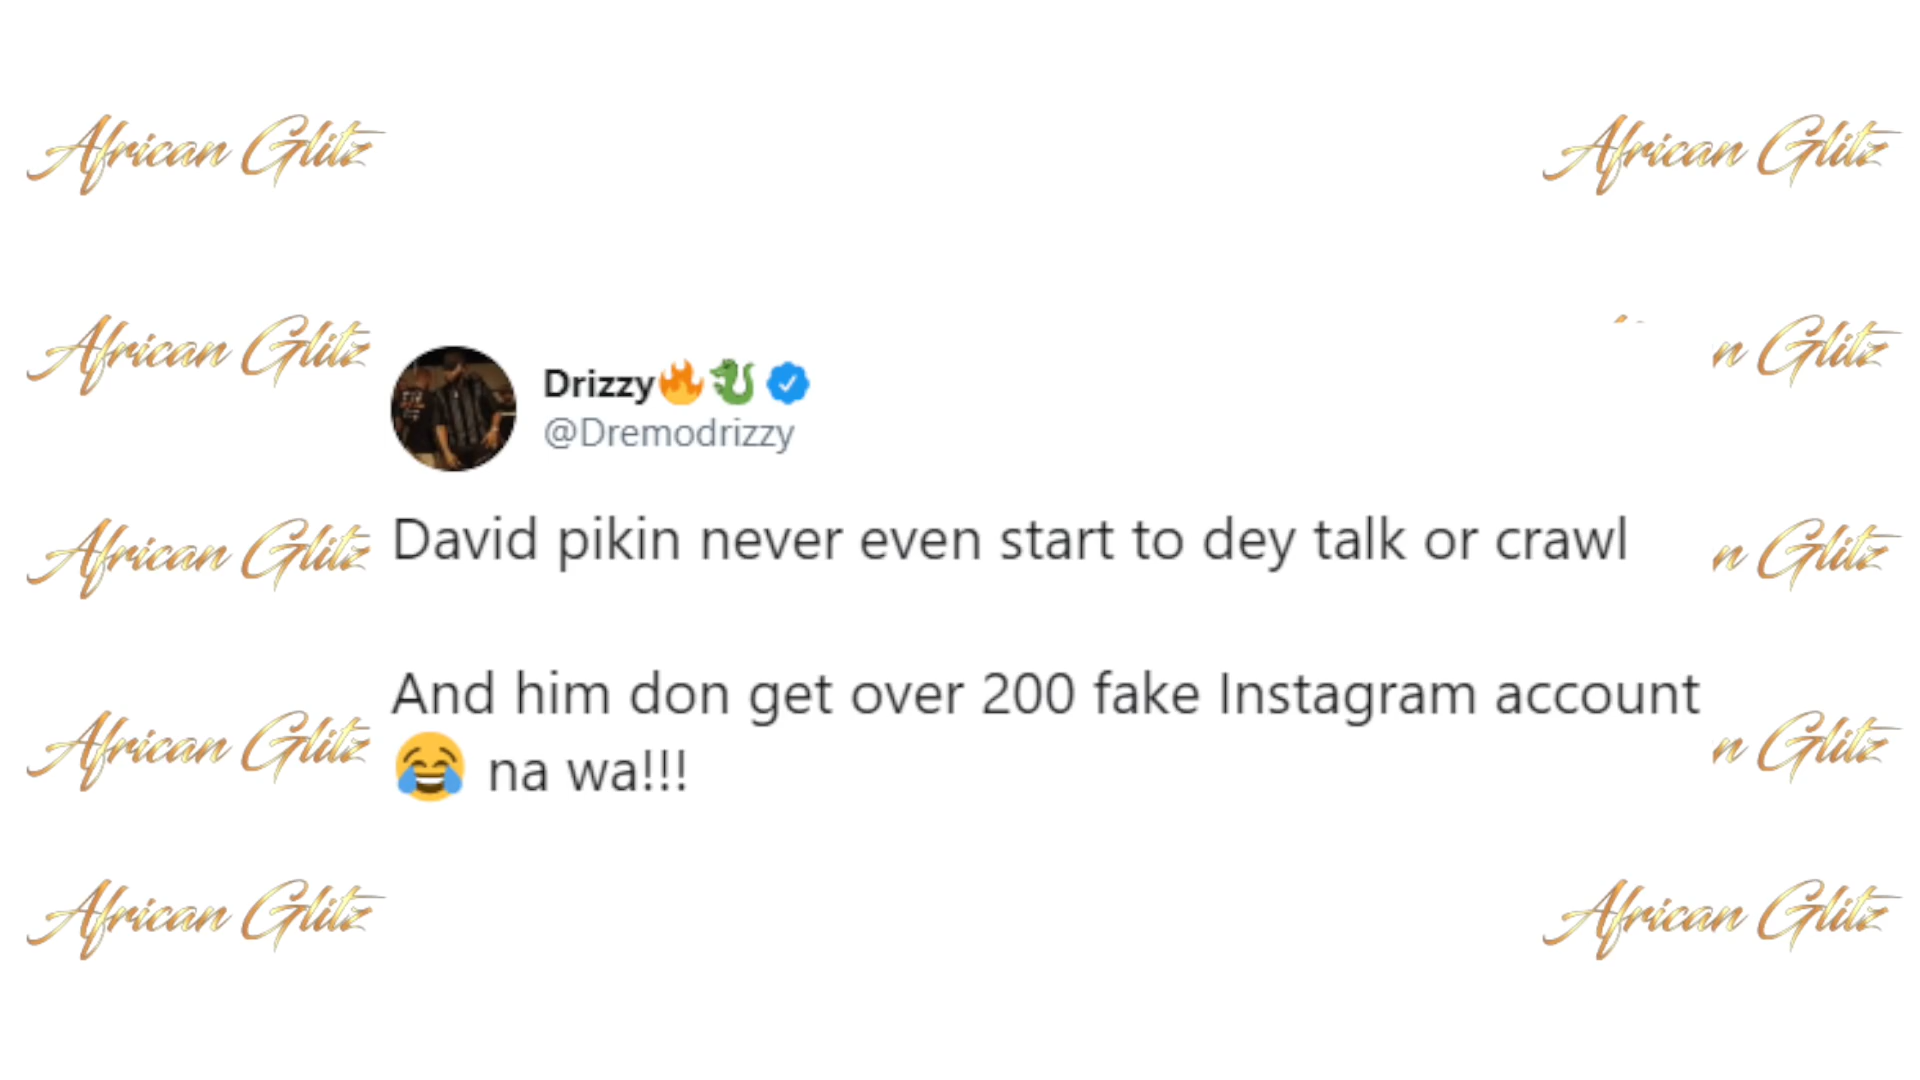 African Glitz
African Glitz
African Glitz
n Glitz
Drizzy🔥🐉
@Dremodrizzy
African Glitz
David pikin never even start to dey talk or crawl
n Glitz
And him don get over 200 fake Instagram account
😂 na wa!!!
African Glitz
n Glitz
African Glitz
African Glitz